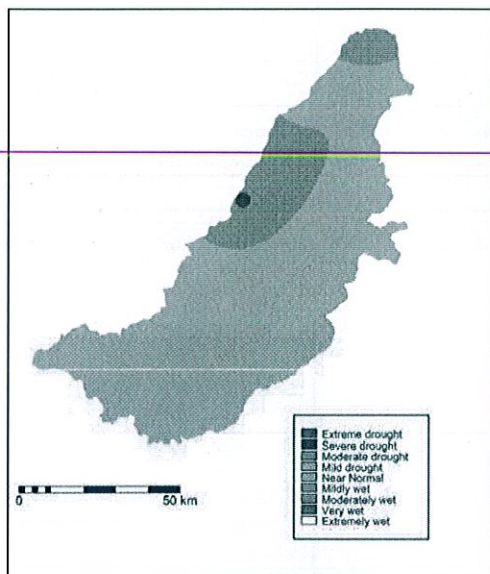 Extreme drought
Severe drought
Moderate drought
Mild drought
Near Normal
Mildly wet
Moderately wet
Very wet
Extremely wet
0 50 km